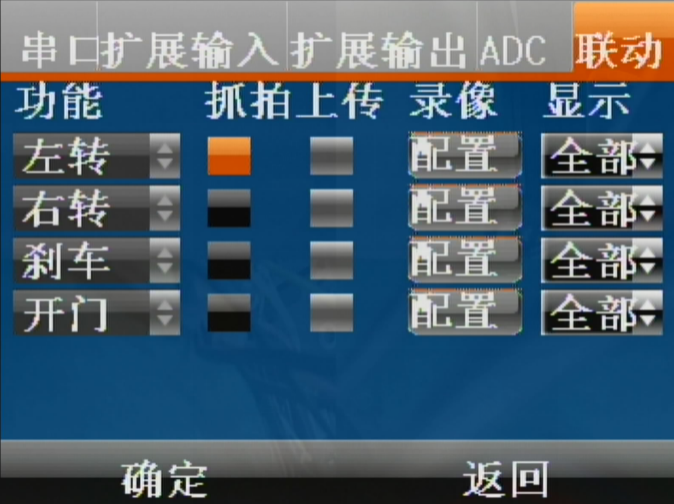 串口 扩展输入 扩展输出 ADC 联动
功能 抓拍 上传 录像 显示
左转 配置 全部
右转 配置 全部
刹车 配置 全部
开门 配置 全部
确定 返回